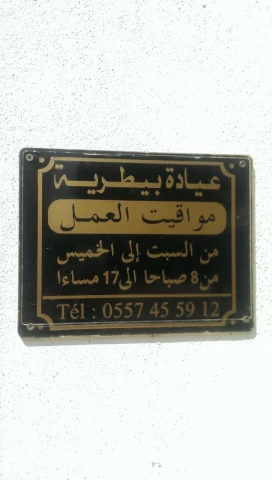 عيادة بيطرية
مواقيت العمل
من السبت إلى الخميس
من 8 صباحا الى 17 مساءا
Tél : 0557 45 59 12